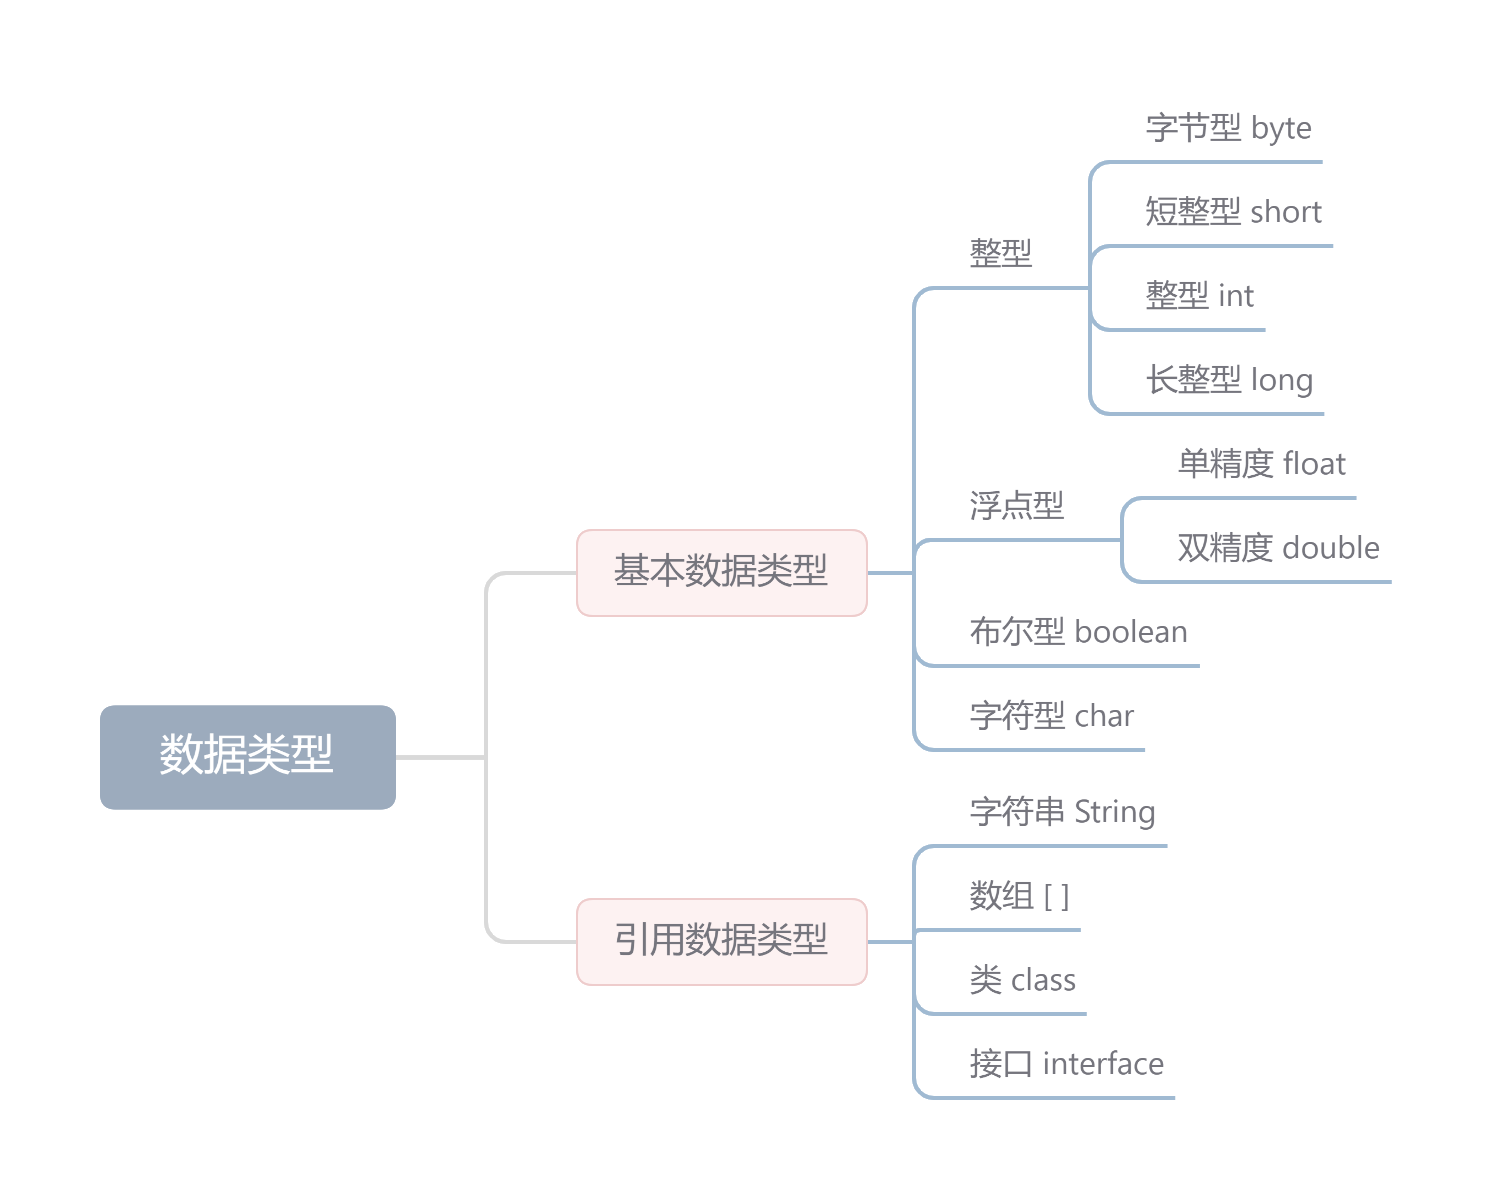 数据类型
基本数据类型
整型
字节型 byte
短整型 short
整型 int
长整型 long
浮点型
单精度 float
双精度 double
布尔型 boolean
字符型 char
引用数据类型
字符串 String
数组 [ ]
类 class
接口 interface